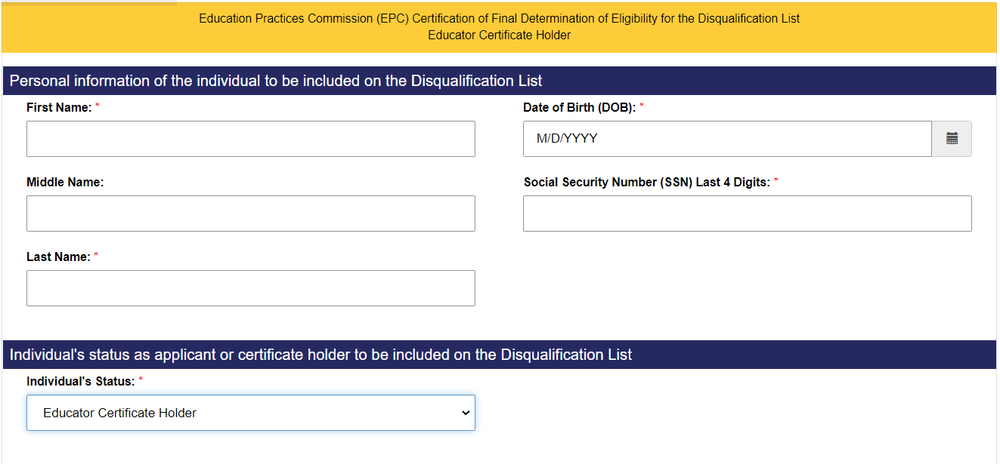 Education Practices Commission (EPC) Certification of Final Determination of Eligibility for the Disqualification List
Educator Certificate Holder
Personal information of the individual to be included on the Disqualification List
First Name: *
Date of Birth (DOB): *
M/D/YYYY
Middle Name:
Social Security Number (SSN) Last 4 Digits: *
Last Name: *
Individual's status as applicant or certificate holder to be included on the Disqualification List
Individual's Status: *
Educator Certificate Holder